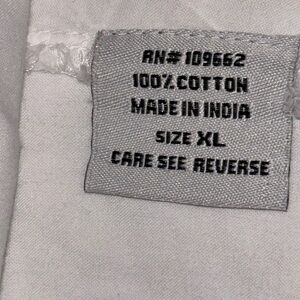 RN# 109662
100% COTTON
MADE IN INDIA
SIZE XL
CARE SEE REVERSE